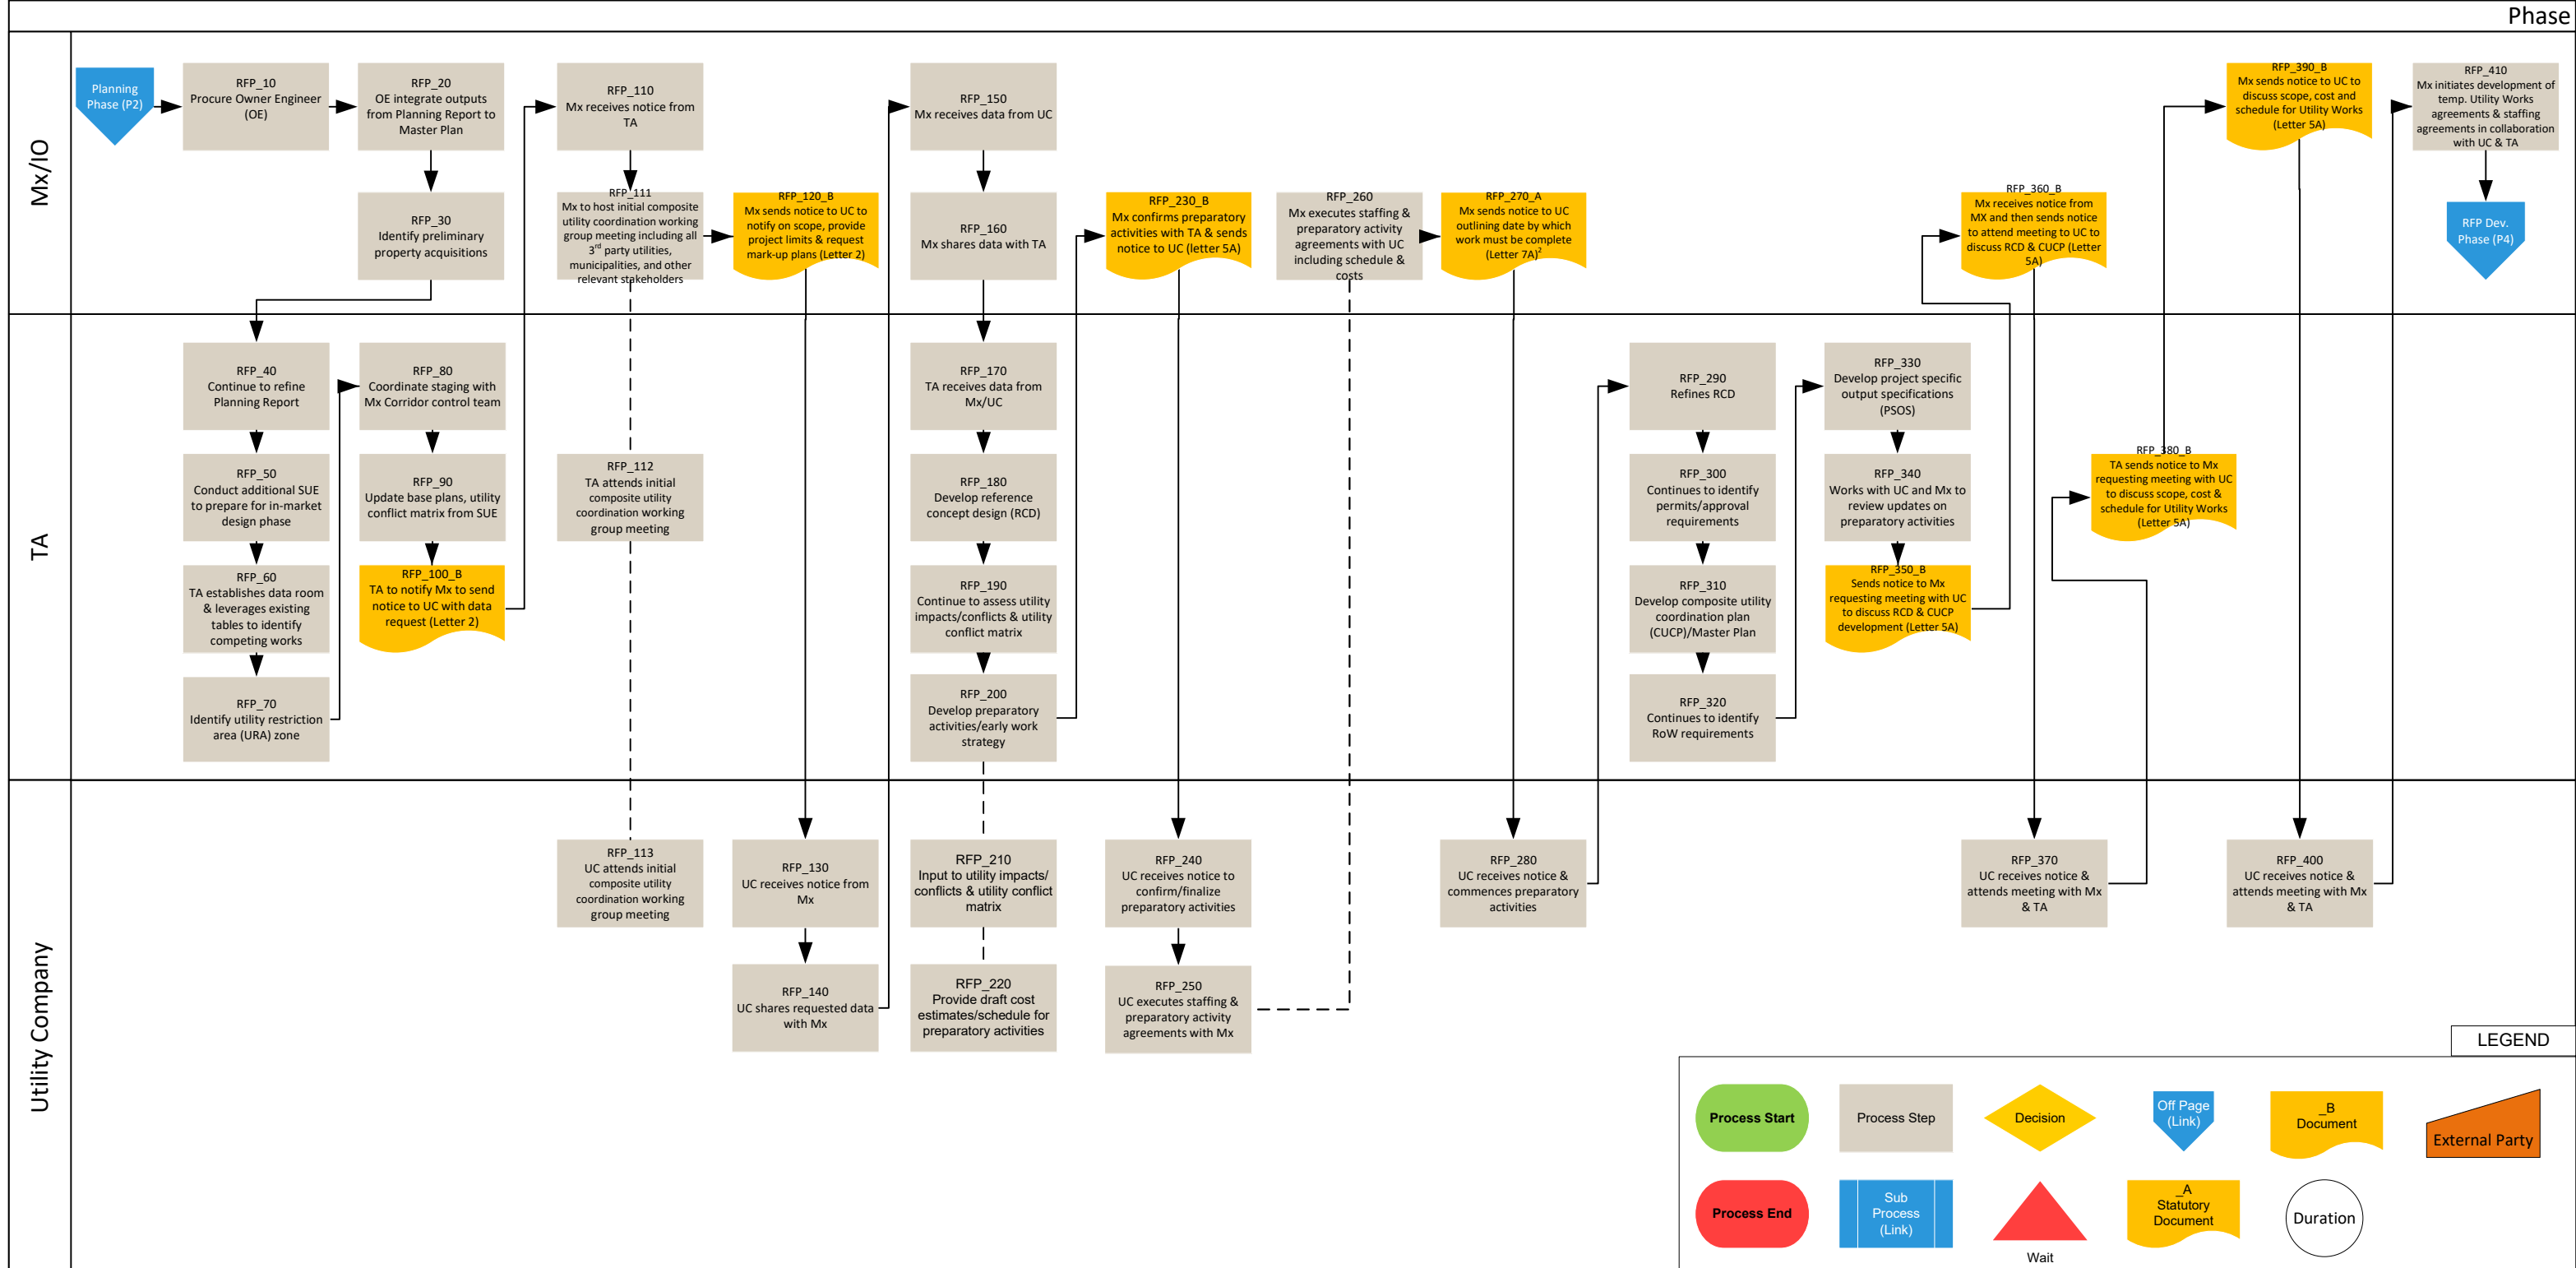 Phase
Mx/IO
Planning
Phase (P2)
RFP_10
Procure Owner Engineer
(OE)
RFP_20
OE integrate outputs
from Planning Report to
Master Plan
RFP_30
Identify preliminary
property acquisitions
RFP_110
Mx receives notice from
TA
RFP_111
Mx to host initial composite
utility coordination working
group meeting including all
3rd party utilities,
municipalities, and other
relevant stakeholders
RFP_120_B
Mx sends notice to UC to
notify on scope, provide
project limits & request
mark-up plans (Letter 2)
RFP_150
Mx receives data from UC
RFP_160
Mx shares data with TA
RFP_230_B
Mx confirms preparatory
activities with TA & sends
notice to UC (letter 5A)
RFP_260
Mx executes staffing &
preparatory activity
agreements with UC
including schedule &
costs
RFP_270_A
Mx sends notice to UC
outlining date by which
work must be complete
(Letter 7A)2
RFP_360_B
Mx receives notice from
MX and then sends notice
to attend meeting to UC to
discuss RCD & CUCP (Letter
5A)
RFP_390_B
Mx sends notice to UC to
discuss scope, cost and
schedule for Utility Works
(Letter 5A)
RFP_410
Mx initiates development of
temp. Utility Works
agreements & staffing
agreements in collaboration
with UC & TA
RFP Dev.
Phase (P4)
TA
RFP_40
Continue to refine
Planning Report
RFP_50
Conduct additional SUE
to prepare for in-market
design phase
RFP_60
TA establishes data room
& leverages existing
tables to identify
competing works
RFP_70
Identify utility restriction
area (URA) zone
RFP_80
Coordinate staging with
Mx Corridor control team
RFP_90
Update base plans, utility
conflict matrix from SUE
RFP_100_B
TA to notify Mx to send
notice to UC with data
request (Letter 2)
RFP_112
TA attends initial
composite utility
coordination working
group meeting
RFP_170
TA receives data from
Mx/UC
RFP_180
Develop reference
concept design (RCD)
RFP_190
Continue to assess utility
impacts/conflicts & utility
conflict matrix
RFP_200
Develop preparatory
activities/early work
strategy
RFP_290
Refines RCD
RFP_300
Continues to identify
permits/approval
requirements
RFP_310
Develop composite utility
coordination plan
(CUCP)/Master Plan
RFP_320
Continues to identify
RoW requirements
RFP_330
Develop project specific
output specifications
(PSOS)
RFP_340
Works with UC and Mx to
review updates on
preparatory activities
RFP_350_B
Sends notice to Mx
requesting meeting with UC
to discuss RCD & CUCP
development (Letter 5A)
RFP_380_B
TA sends notice to Mx
requesting meeting with UC
to discuss scope, cost &
schedule for Utility Works
(Letter 5A)
Utility Company
RFP_113
UC attends initial
composite utility
coordination working
group meeting
RFP_130
UC receives notice from
Mx
RFP_140
UC shares requested data
with Mx
RFP_210
Input to utility impacts/
conflicts & utility conflict
matrix
RFP_220
Provide draft cost
estimates/schedule for
preparatory activities
RFP_240
UC receives notice to
confirm/finalize
preparatory activities
RFP_250
UC executes staffing &
preparatory activity
agreements with Mx
RFP_280
UC receives notice &
commences preparatory
activities
RFP_370
UC receives notice &
attends meeting with Mx
& TA
RFP_400
UC receives notice &
attends meeting with Mx
& TA
LEGEND
Process Start
Process Step
Decision
Off Page
(Link)
_B
Document
External Party
Process End
Sub
Process
(Link)
Wait
_A
Statutory
Document
Duration